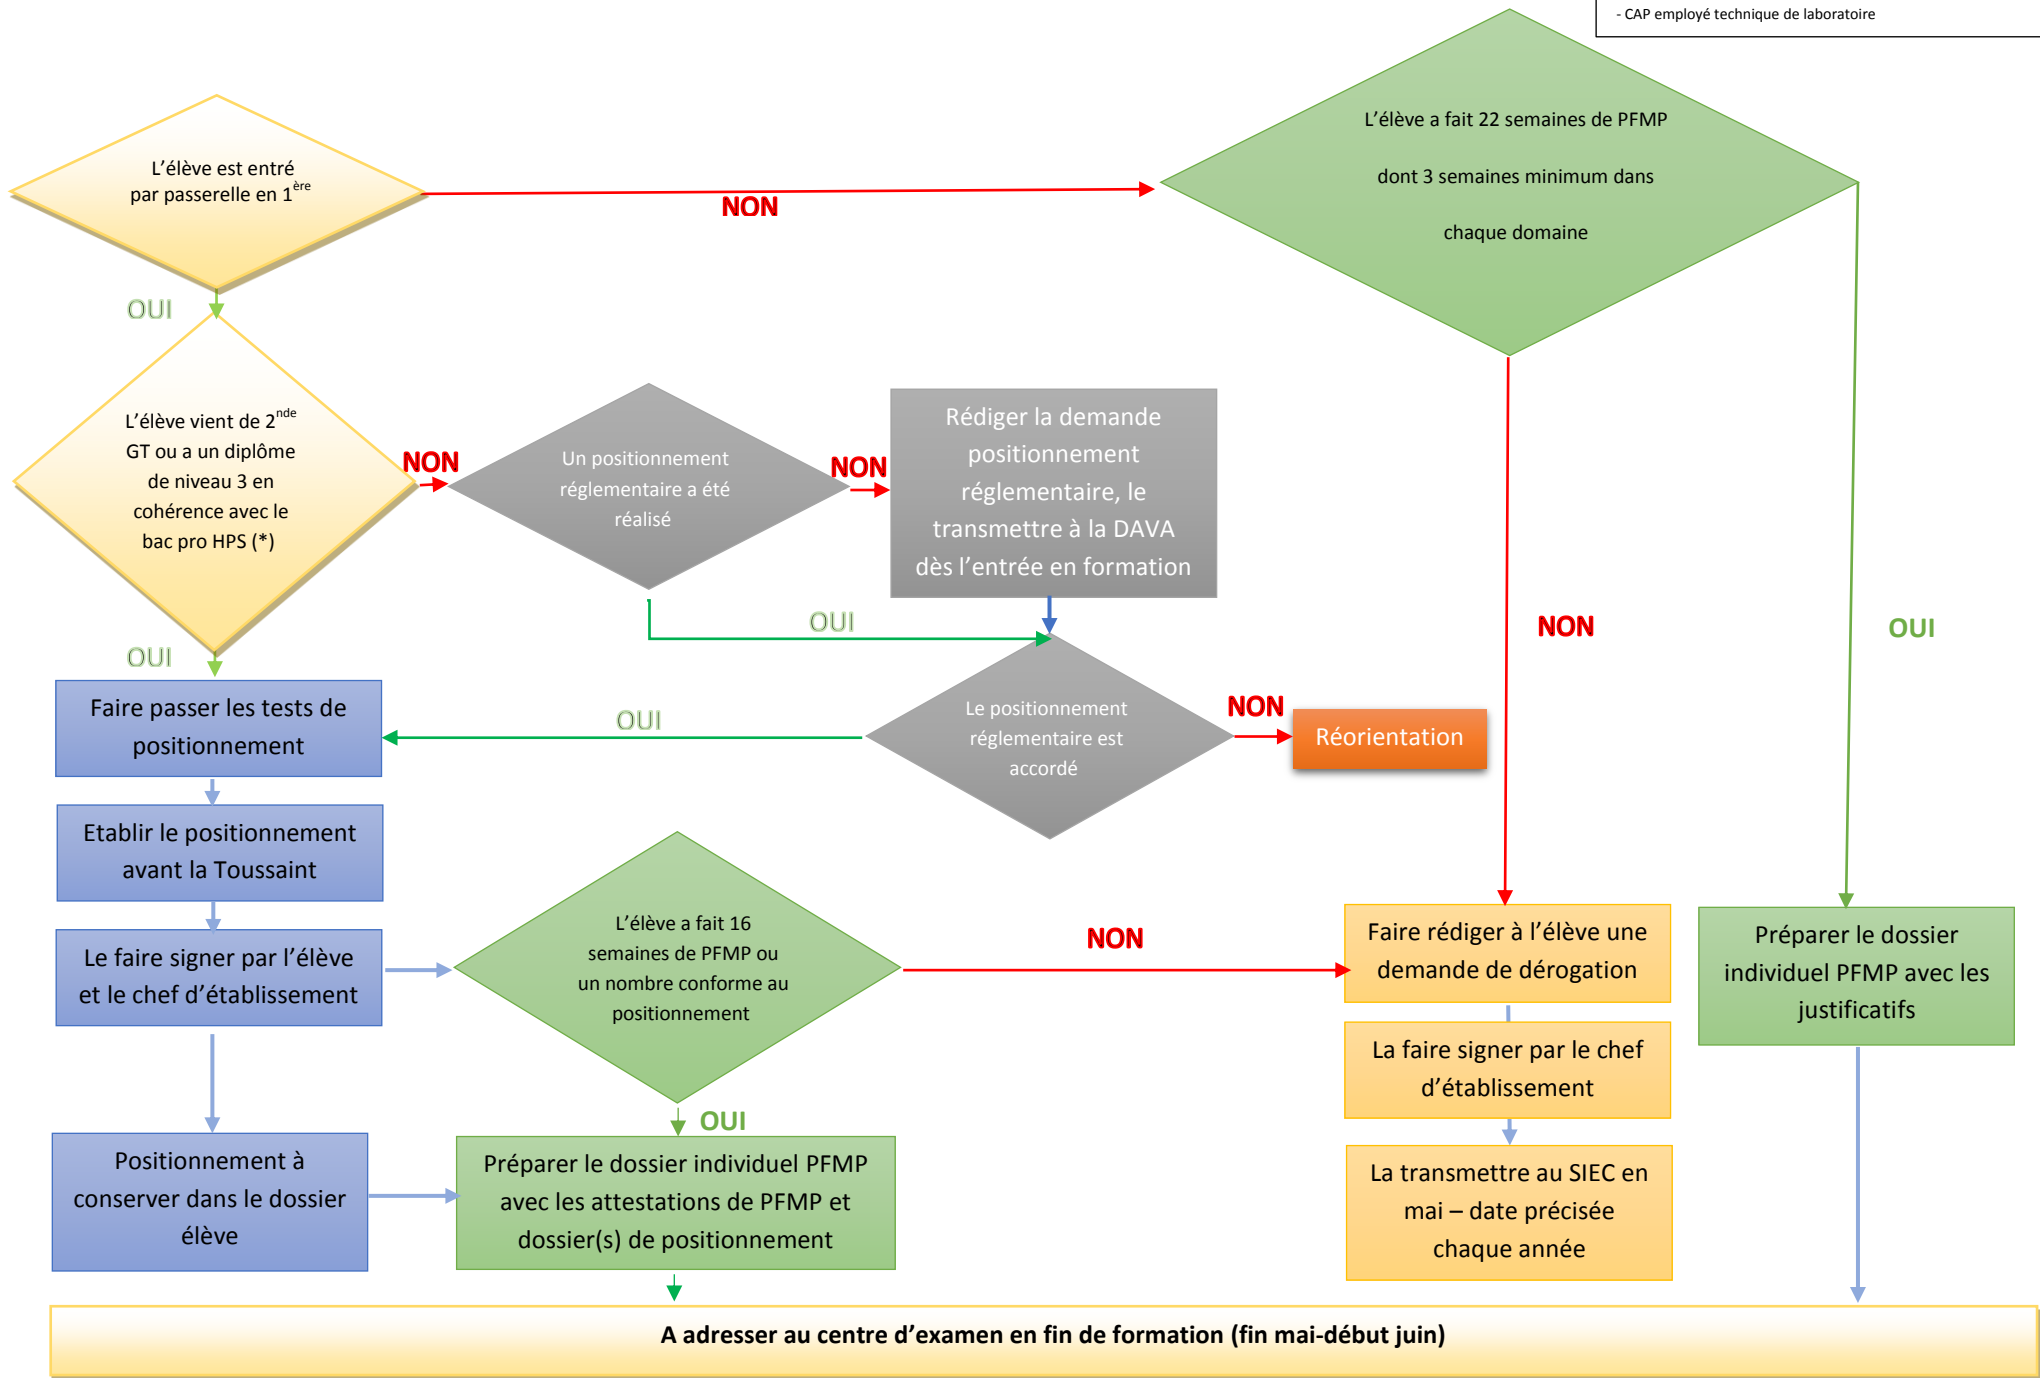 - CAP employé technique de laboratoire
L'élève a fait 22 semaines de PFMP
dont 3 semaines minimum dans
chaque domaine
L'élève est entré
par passerelle en 1ère
NON
OUI
L'élève vient de 2nde
GT ou a un diplôme
de niveau 3 en
cohérence avec le
bac pro HPS (*)
NON
Un positionnement
réglementaire a été
réalisé
NON
Rédiger la demande
positionnement
réglementaire, le
transmettre à la DAVA
dès l'entrée en formation
OUI
NON
OUI
OUI
Faire passer les tests de
positionnement
OUI
Le positionnement
réglementaire est
accordé
NON
Réorientation
Etablir le positionnement
avant la Toussaint
Le faire signer par l'élève
et le chef d'établissement
L'élève a fait 16
semaines de PFMP ou
un nombre conforme au
positionnement
NON
Faire rédiger à l'élève une
demande de dérogation
Préparer le dossier
individuel PFMP avec les
justificatifs
La faire signer par le chef
d'établissement
OUI
Positionnement à
conserver dans le dossier
élève
Préparer le dossier individuel PFMP
avec les attestations de PFMP et
dossier(s) de positionnement
La transmettre au SIEC en
mai – date précisée
chaque année
A adresser au centre d'examen en fin de formation (fin mai-début juin)